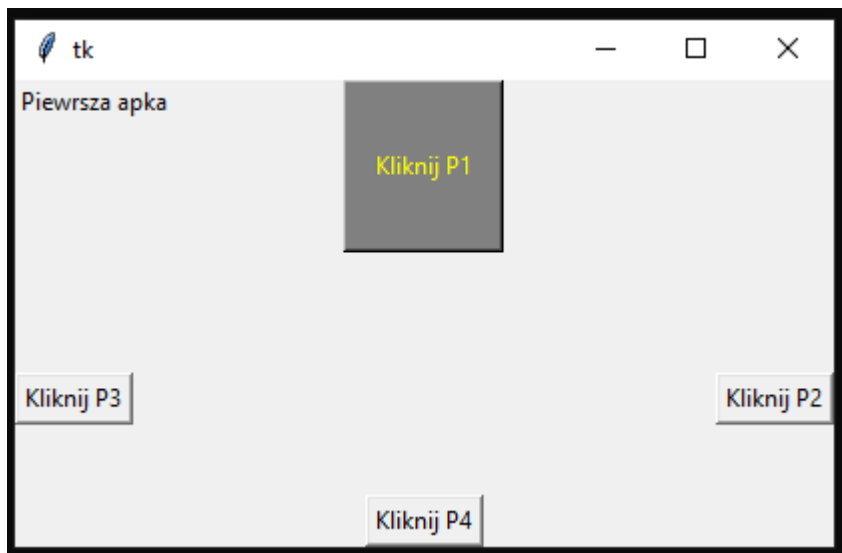 tk
Piewrsza apka
Kliknij P1
Kliknij P3
Kliknij P2
Kliknij P4